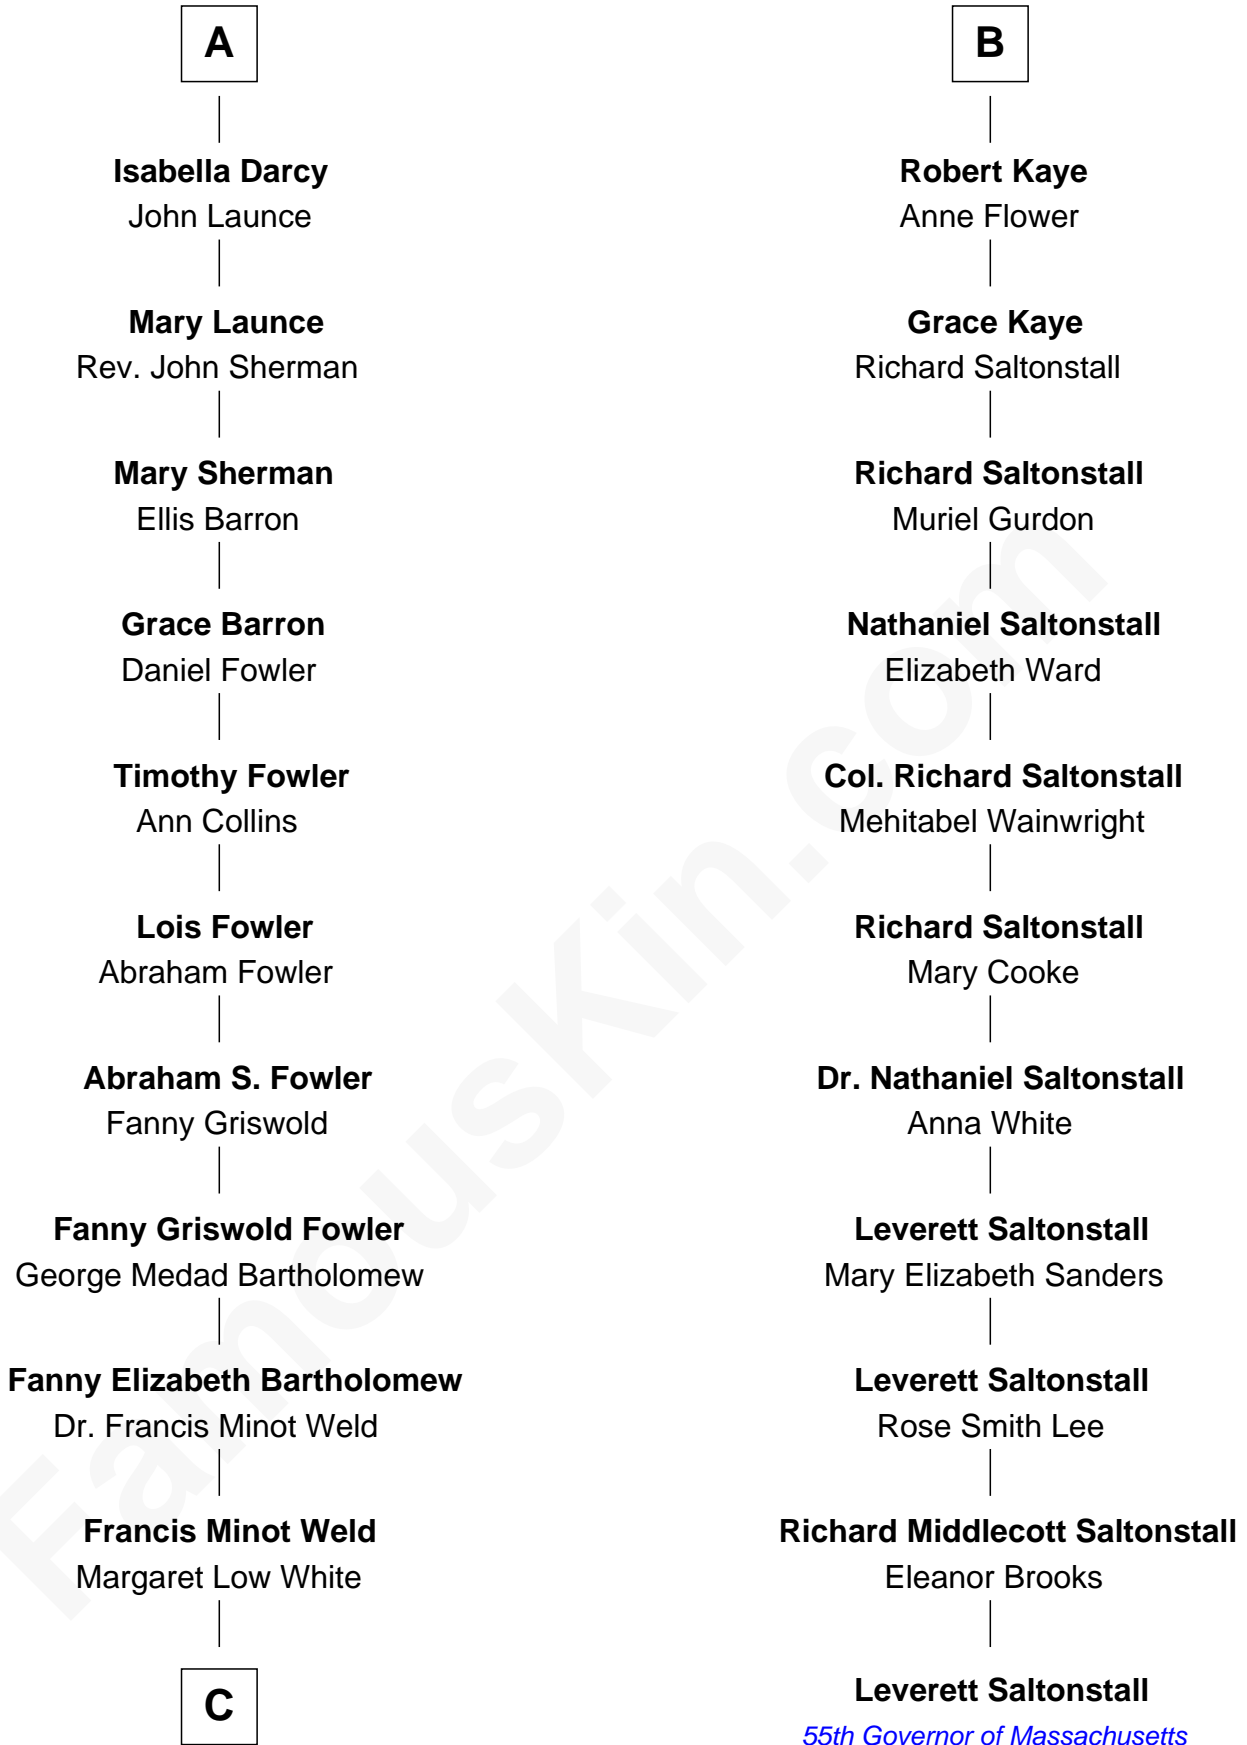 A
Isabella Darcy
John Launce
Mary Launce
Rev. John Sherman
Mary Sherman
Ellis Barron
Grace Barron
Daniel Fowler
Timothy Fowler
Ann Collins
Lois Fowler
Abraham Fowler
Abraham S. Fowler
Fanny Griswold
Fanny Griswold Fowler
George Medad Bartholomew
Fanny Elizabeth Bartholomew
Dr. Francis Minot Weld
Francis Minot Weld
Margaret Low White
C
B
Robert Kaye
Anne Flower
Grace Kaye
Richard Saltonstall
Richard Saltonstall
Muriel Gurdon
Nathaniel Saltonstall
Elizabeth Ward
Col. Richard Saltonstall
Mehitabel Wainwright
Richard Saltonstall
Mary Cooke
Dr. Nathaniel Saltonstall
Anna White
Leverett Saltonstall
Mary Elizabeth Sanders
Leverett Saltonstall
Rose Smith Lee
Richard Middlecott Saltonstall
Eleanor Brooks
Leverett Saltonstall
55th Governor of Massachusetts
FamousKin.com